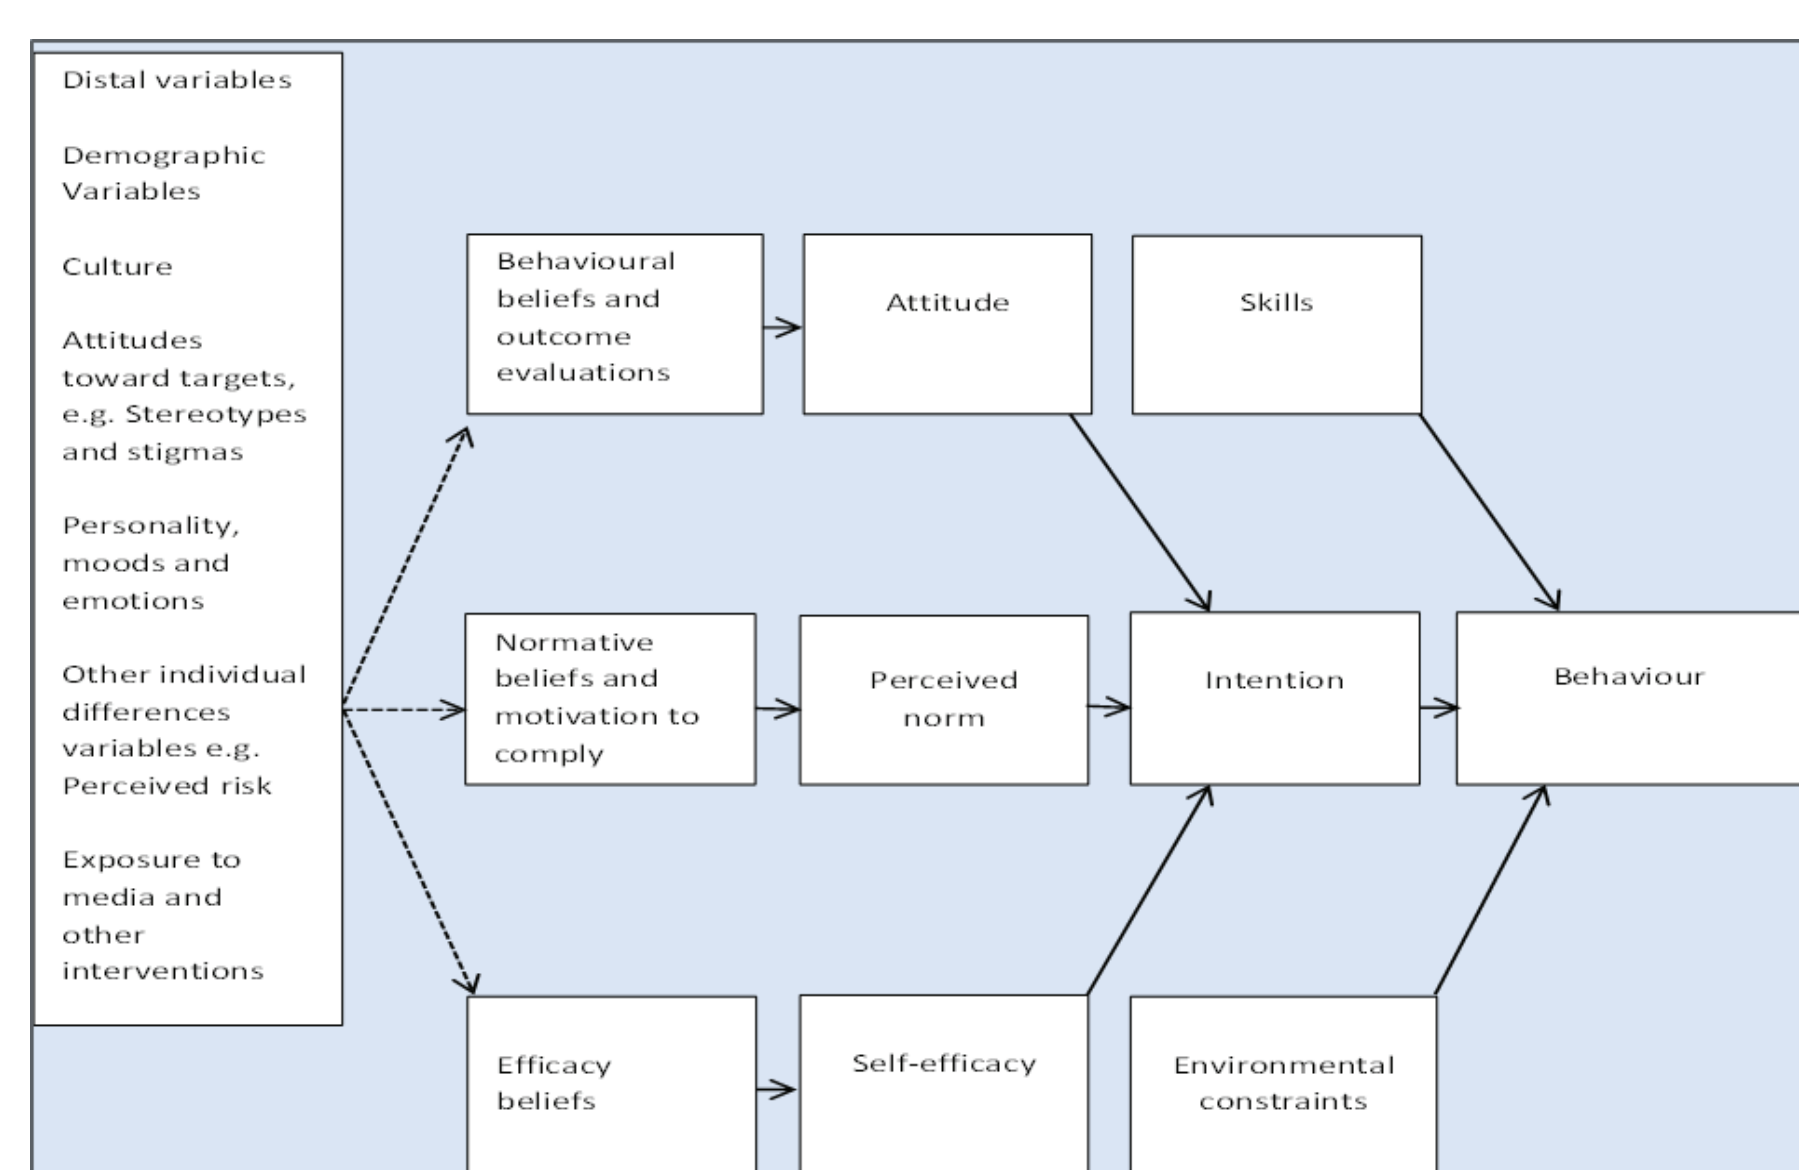 Distal variables
Demographic
Variables
Culture
Attitudes
toward targets,
e.g. Stereotypes
and stigmas
Personality,
moods and
emotions
Other individual
differences
variables e.g.
Perceived risk
Exposure to
media and
other
interventions
Behavioural
beliefs and
outcome
evaluations
Attitude
Skills
Normative
beliefs and
motivation to
comply
Perceived
norm
Intention
Behaviour
Efficacy
beliefs
Self-efficacy
Environmental
constraints